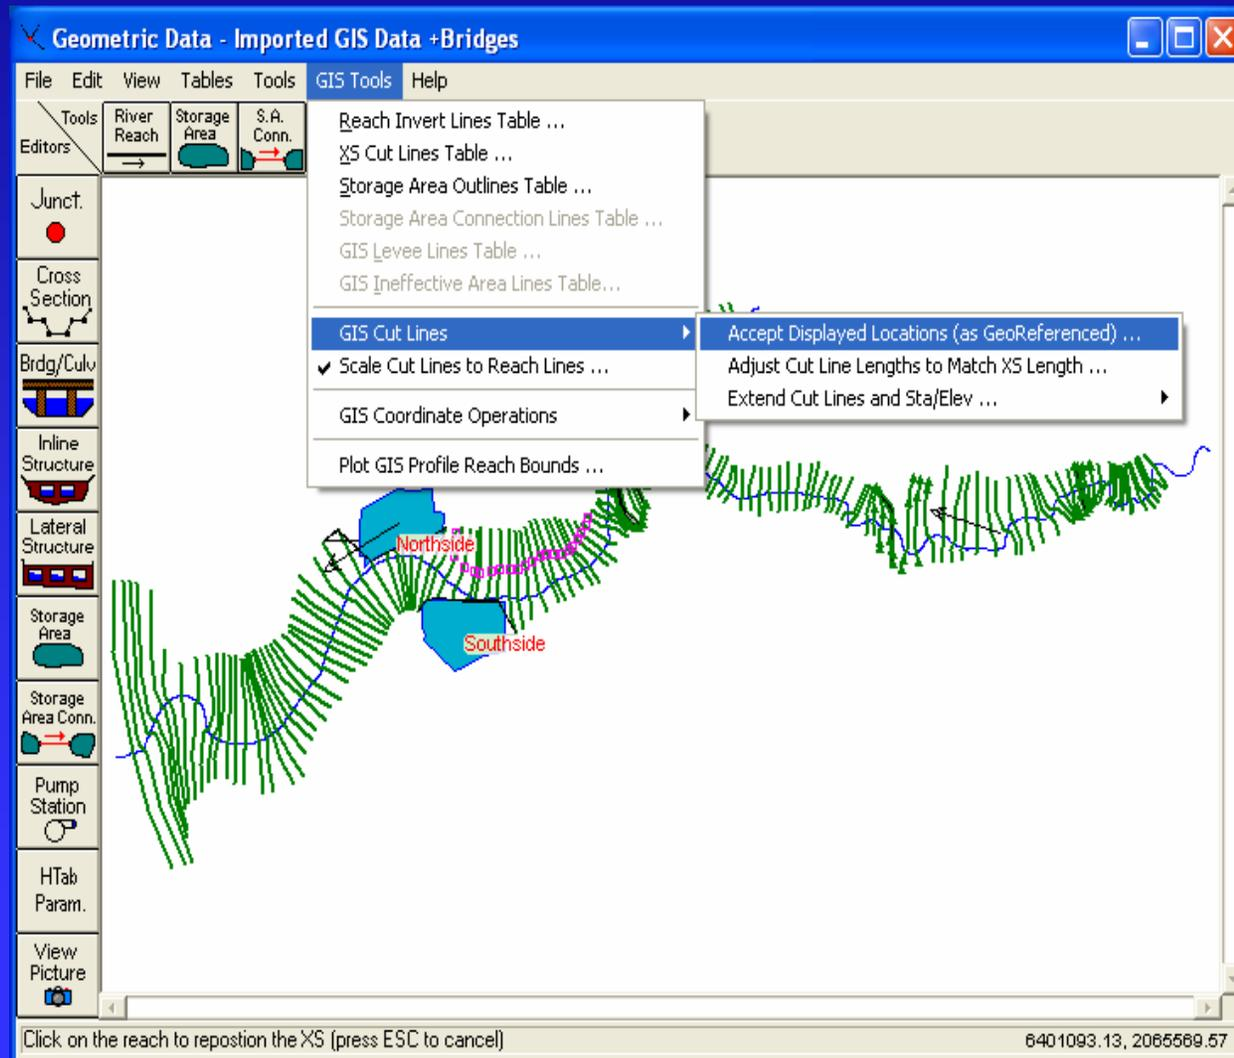 Geometric Data - Imported GIS Data +Bridges
File Edit View Tables Tools GIS Tools Help
Tools
Editors
River
Reach
Storage
Area
S.A.
Conn.
Reach Invert Lines Table ...
XS Cut Lines Table ...
Storage Area Outlines Table ...
Storage Area Connection Lines Table ...
GIS Levee Lines Table ...
GIS Ineffective Area Lines Table...
GIS Cut Lines
Scale Cut Lines to Reach Lines ...
GIS Coordinate Operations
Plot GIS Profile Reach Bounds ...
Accept Displayed Locations (as GeoReferenced) ...
Adjust Cut Line Lengths to Match XS Length ...
Extend Cut Lines and Sta/Elev ...
Junct.
Cross
Section
Brdg/Culv
Inline
Structure
Lateral
Structure
Storage
Area
Storage
Area Conn.
Pump
Station
HTab
Param.
View
Picture
Northside
Southside
Click on the reach to repostion the XS (press ESC to cancel)
6401093.13, 2065569.57